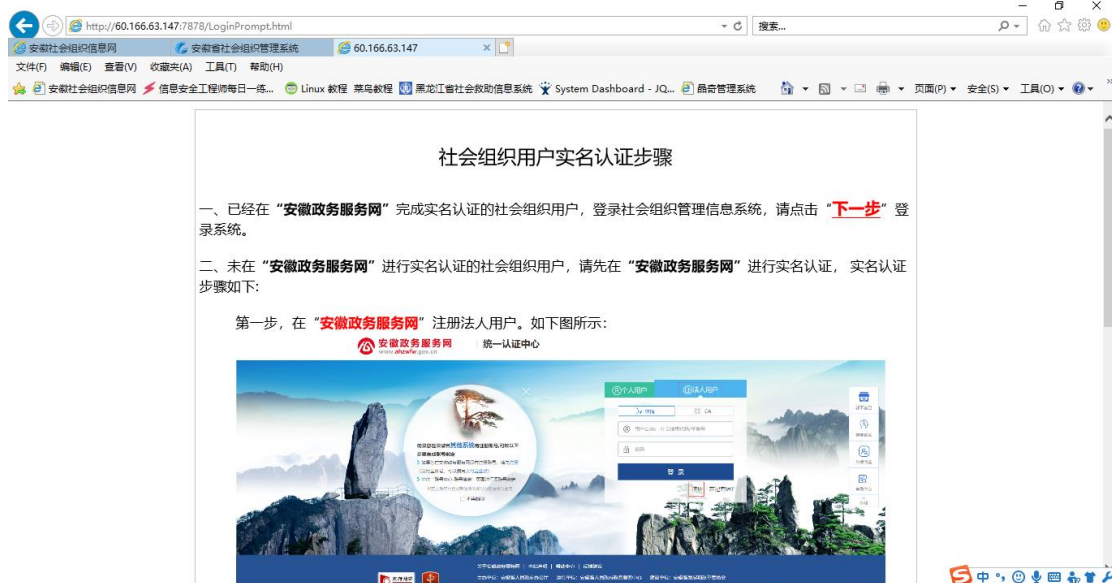 http://60.166.63.147:7878/LoginPrompt.html
搜索...
安徽社会组织信息网
安徽省社会组织管理系统
60.166.63.147
文件(F) 编辑(E) 查看(V) 收藏夹(A) 工具(T) 帮助(H)
安徽社会组织信息网 信息安全工程师每日一练... Linux 教程 菜鸟教程 黑龙江省社会救助信息系统 System Dashboard - JQ... 晶奇管理系统 页面(P) 安全(S) 工具(O)
社会组织用户实名认证步骤
一、已经在“安徽政务服务网”完成实名认证的社会组织用户，登录社会组织管理信息系统，请点击“下一步”登
录系统。
二、未在“安徽政务服务网”进行实名认证的社会组织用户，请先在“安徽政务服务网”进行实名认证， 实名认证
步骤如下:
第一步，在“安徽政务服务网”注册法人用户。如下图所示：
安徽政务服务网 统一认证中心
www.ahzwfw.gov.cn
个人用户 法人用户
CA
登 录
中